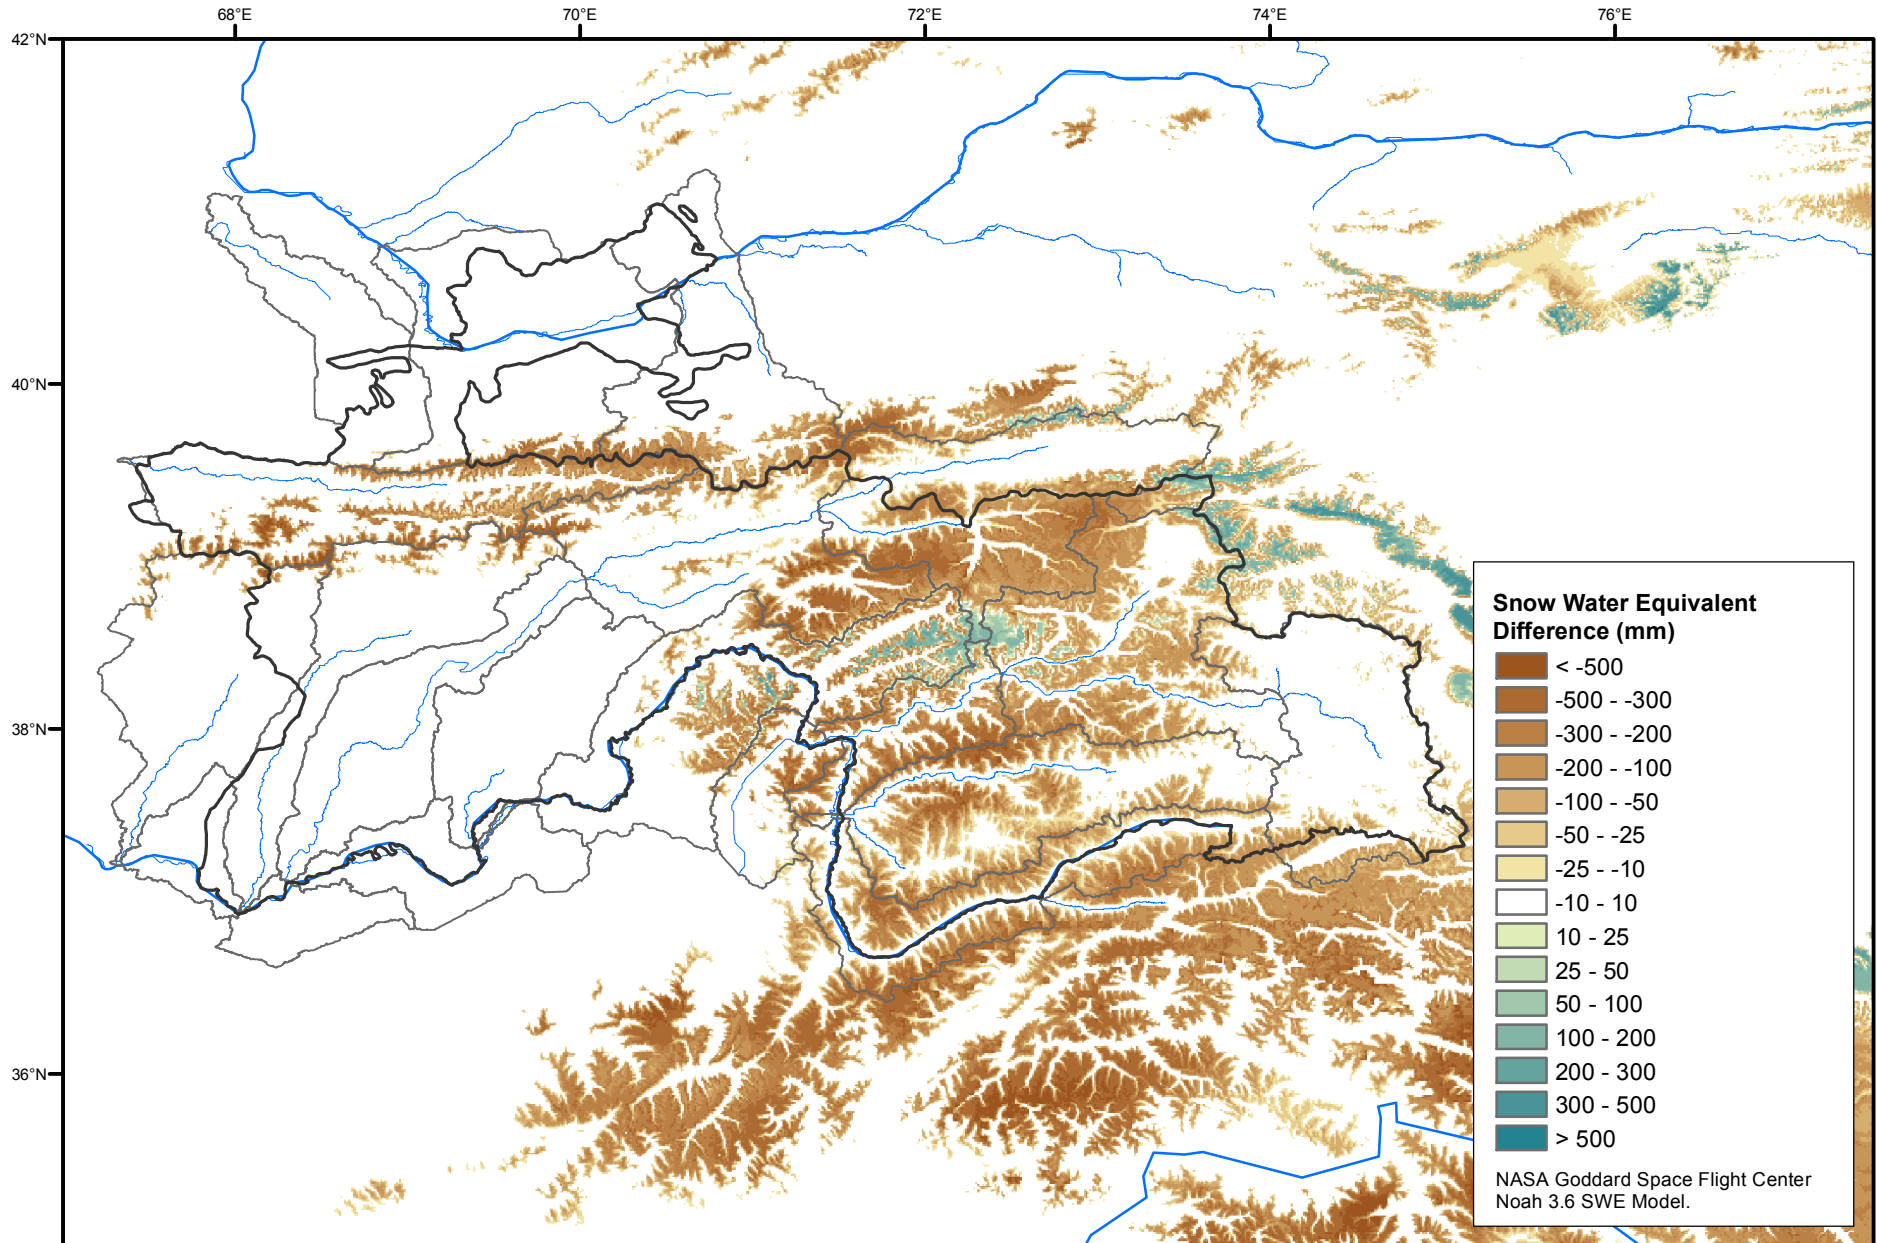 68°E
70°E
72°E
74°E
76°E
42°N
40°N
38°N
36°N
Snow Water Equivalent
Difference (mm)
< -500
-500 - -300
-300 - -200
-200 - -100
-100 - -50
-50 - -25
-25 - -10
-10 - 10
10 - 25
25 - 50
50 - 100
100 - 200
200 - 300
300 - 500
> 500
NASA Goddard Space Flight Center
Noah 3.6 SWE Model.